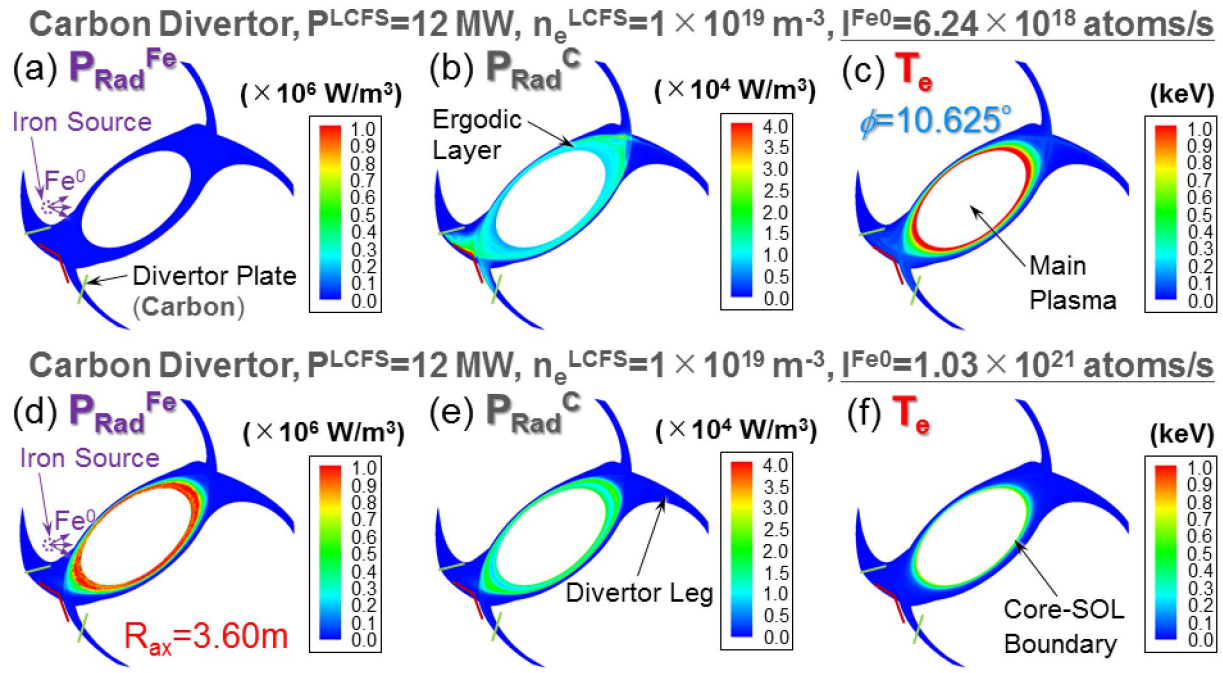 Carbon Divertor, P^LCFS=12 MW, n_e^LCFS=1×10^19 m^-3, I^Fe0=6.24×10^18 atoms/s
(a) P_Rad^Fe
(×10^6 W/m^3)
Iron Source
Fe^0
Divertor Plate
(Carbon)
1.0
0.9
0.8
0.7
0.6
0.5
0.4
0.3
0.2
0.1
0.0
(b) P_Rad^C
(×10^4 W/m^3)
Ergodic
Layer
4.0
3.5
3.0
2.5
2.0
1.5
1.0
0.5
0.0
(c) T_e
(keV)
ϕ=10.625°
Main
Plasma
1.0
0.9
0.8
0.7
0.6
0.5
0.4
0.3
0.2
0.1
0.0
Carbon Divertor, P^LCFS=12 MW, n_e^LCFS=1×10^19 m^-3, I^Fe0=1.03×10^21 atoms/s
(d) P_Rad^Fe
(×10^6 W/m^3)
Iron Source
Fe^0
R_ax=3.60m
1.0
0.9
0.8
0.7
0.6
0.5
0.4
0.3
0.2
0.1
0.0
(e) P_Rad^C
(×10^4 W/m^3)
Divertor Leg
4.0
3.5
3.0
2.5
2.0
1.5
1.0
0.5
0.0
(f) T_e
(keV)
Core-SOL
Boundary
1.0
0.9
0.8
0.7
0.6
0.5
0.4
0.3
0.2
0.1
0.0